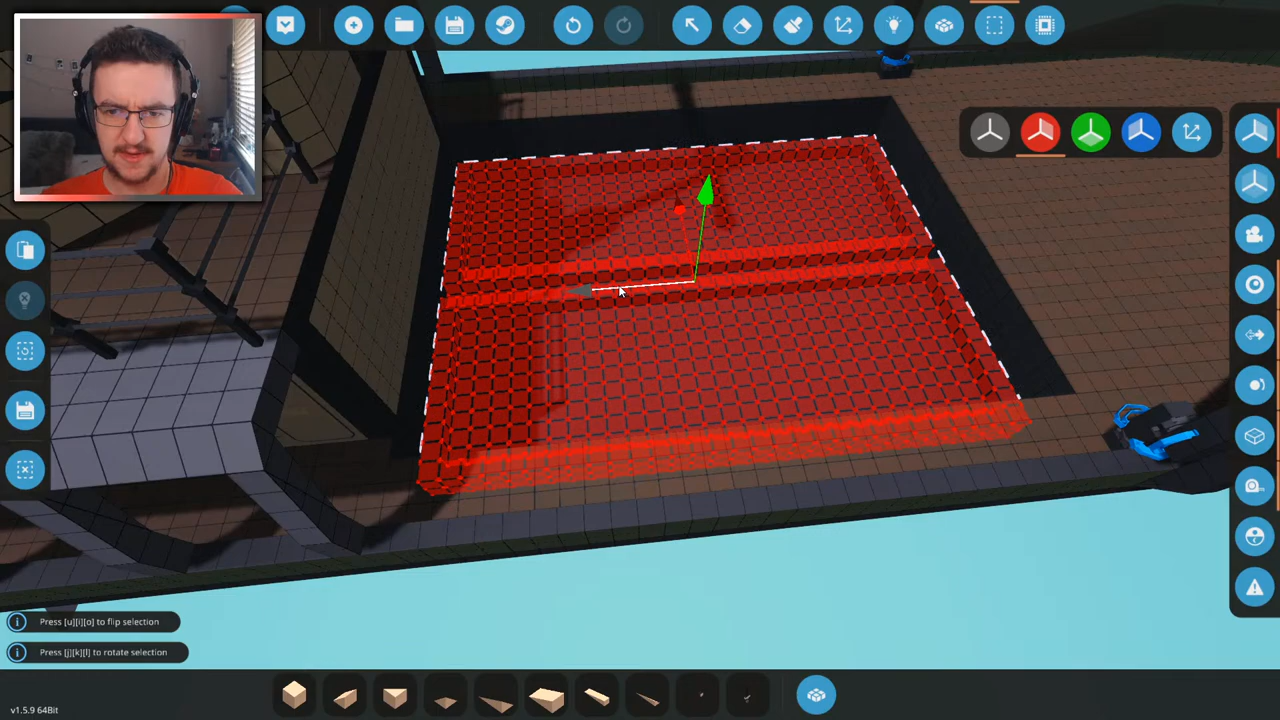 Press [u][i][o] to flip selection
Press [j][k][l] to rotate selection
v1.5.9 64Bit